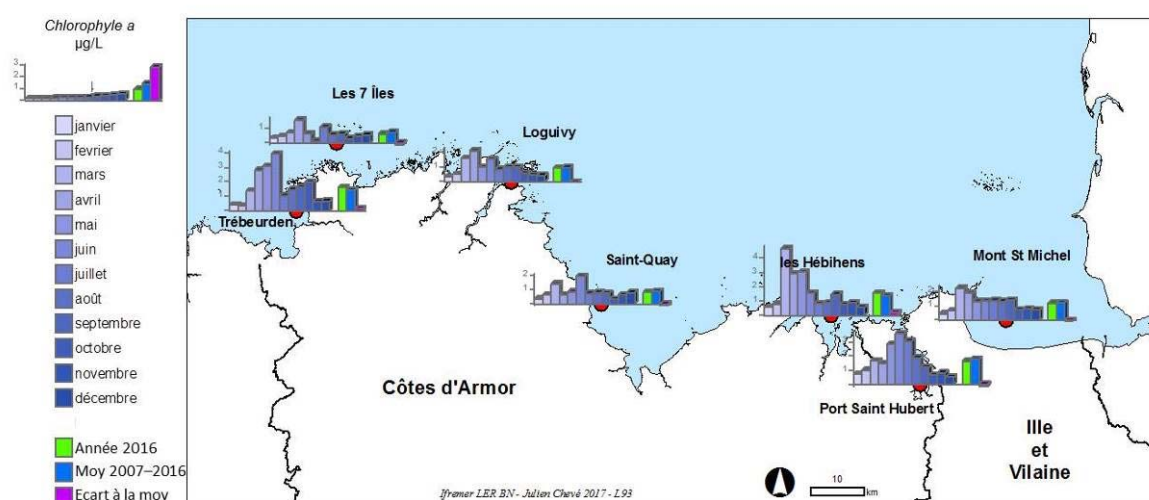 Chlorophyle a
µg/L
3
2
1
janvier
fevrier
mars
avril
mai
juin
juillet
août
septembre
octobre
novembre
décembre
Année 2016
Moy 2007–2016
Ecart à la moy
Les 7 Îles
1
Loguivy
2
1
4
3
2
1
Trébeurden
Saint-Quay
2
1
les Hébihens
4
3
2
1
Mont St Michel
2
1
Port Saint Hubert
1
Côtes d'Armor
Ille
et
Vilaine
10
km
Ifremer LER BN - Julien Chevé 2017 - L93